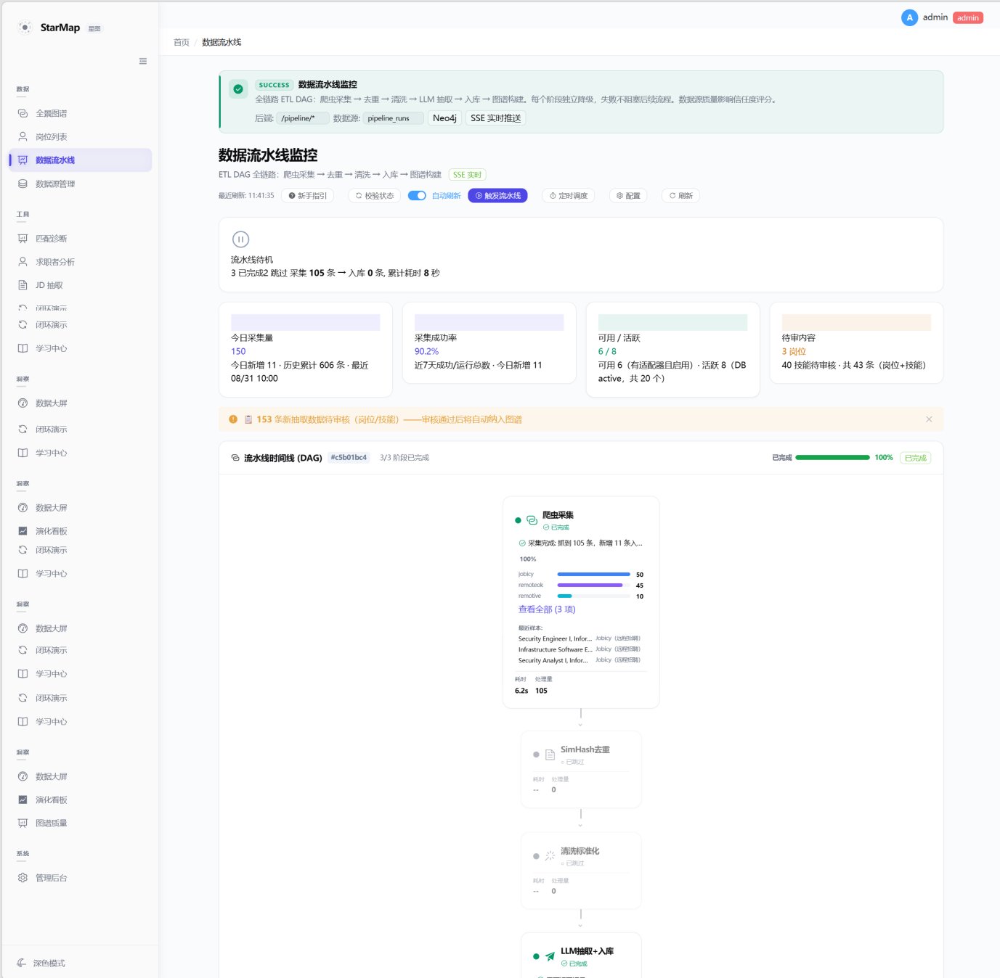 StarMap 星图
数据
全景图谱
岗位列表
数据流水线
数据源管理
工具
匹配诊断
求职者分析
JD 抽取
闭环演示
闭环演示
学习中心
洞察
数据大屏
闭环演示
学习中心
洞察
数据大屏
演化看板
闭环演示
学习中心
洞察
数据大屏
闭环演示
学习中心
闭环演示
学习中心
洞察
数据大屏
演化看板
图谱质量
系统
管理后台
深色模式
A admin admin
首页 / 数据流水线
SUCCESS 数据流水线监控
全链路 ETL DAG：爬虫采集 → 去重 → 清洗 → LLM 抽取 → 入库 → 图谱构建。每个阶段独立降级，失败不阻塞后续流程。数据源质量影响信任度评分。
后端: /pipeline/* 数据源: pipeline_runs Neo4j SSE 实时推送
数据流水线监控
ETL DAG 全链路：爬虫采集 → 去重 → 清洗 → 入库 → 图谱构建 SSE 实时
最近刷新: 11:41:35 新手指引 校验状态 自动刷新 触发流水线 定时调度 配置 刷新
流水线待机
3 已完成2 跳过 采集 105 条 → 入库 0 条, 累计耗时 8 秒
今日采集量
150
今日新增 11 · 历史累计 606 条 · 最近
08/31 10:00
采集成功率
90.2%
近7天成功/运行总数 · 今日新增 11
可用 / 活跃
6 / 8
可用 6（有适配器且启用）· 活跃 8（DB
active，共 20 个）
待审内容
3 岗位
40 技能待审核 · 共 43 条（岗位+技能）
153 条新抽取数据待审核（岗位/技能）——审核通过后将自动纳入图谱
流水线时间线 (DAG) #c5b01bc4 3/3 阶段已完成 已完成 100% 已完成
爬虫采集
已完成
采集完成: 抓到 105 条，新增 11 条入...
100%
jobicy 50
remoteok 45
remotive 10
查看全部 (3 项)
最近样本:
Security Engineer I, Infor... Jobicy（远程招聘）
Infrastructure Software E... Jobicy（远程招聘）
Security Analyst I, Infor... Jobicy（远程招聘）
耗时 处理量
6.2s 105
SimHash去重
○ 已跳过
耗时 处理量
-- 0
清洗标准化
○ 已跳过
耗时 处理量
-- 0
LLM抽取+入库
已完成